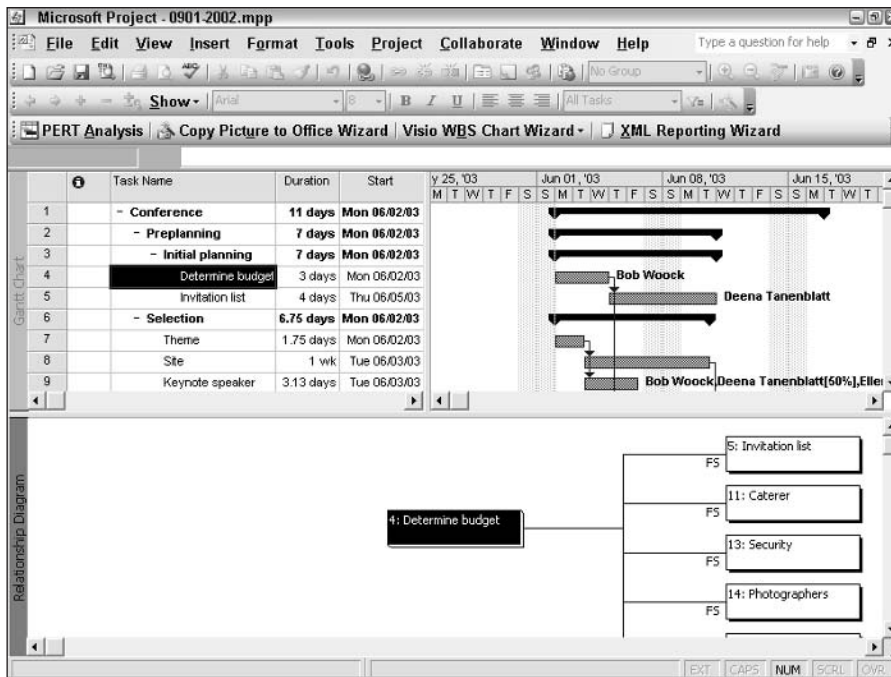 Microsoft Project - 0901-2002.mpp
File Edit View Insert Format Tools Project Collaborate Window Help Type a question for help
No Group
Show Arial 8 B I U All Tasks
PERT Analysis Copy Picture to Office Wizard Visio WBS Chart Wizard XML Reporting Wizard
Task Name Duration Start y 25, '03 Jun 01, '03 Jun 08, '03 Jun 15, '03
M T W T F S S M T W T F S S M T W T F S S M T W T
1 - Conference 11 days Mon 06/02/03
2 - Preplanning 7 days Mon 06/02/03
3 - Initial planning 7 days Mon 06/02/03
4 Determine budget 3 days Mon 06/02/03 Bob Woock
5 Invitation list 4 days Thu 06/05/03 Deena Tanenblatt
6 - Selection 6.75 days Mon 06/02/03
7 Theme 1.75 days Mon 06/02/03
8 Site 1 wk Tue 06/03/03
9 Keynote speaker 3.13 days Tue 06/03/03 Bob Woock,Deena Tanenblatt[50%],Eller
Gantt Chart
5: Invitation list
FS
11: Caterer
FS
4: Determine budget
13: Security
FS
14: Photographers
FS
Relationship Diagram
EXT CAPS NUM SCRL OVR